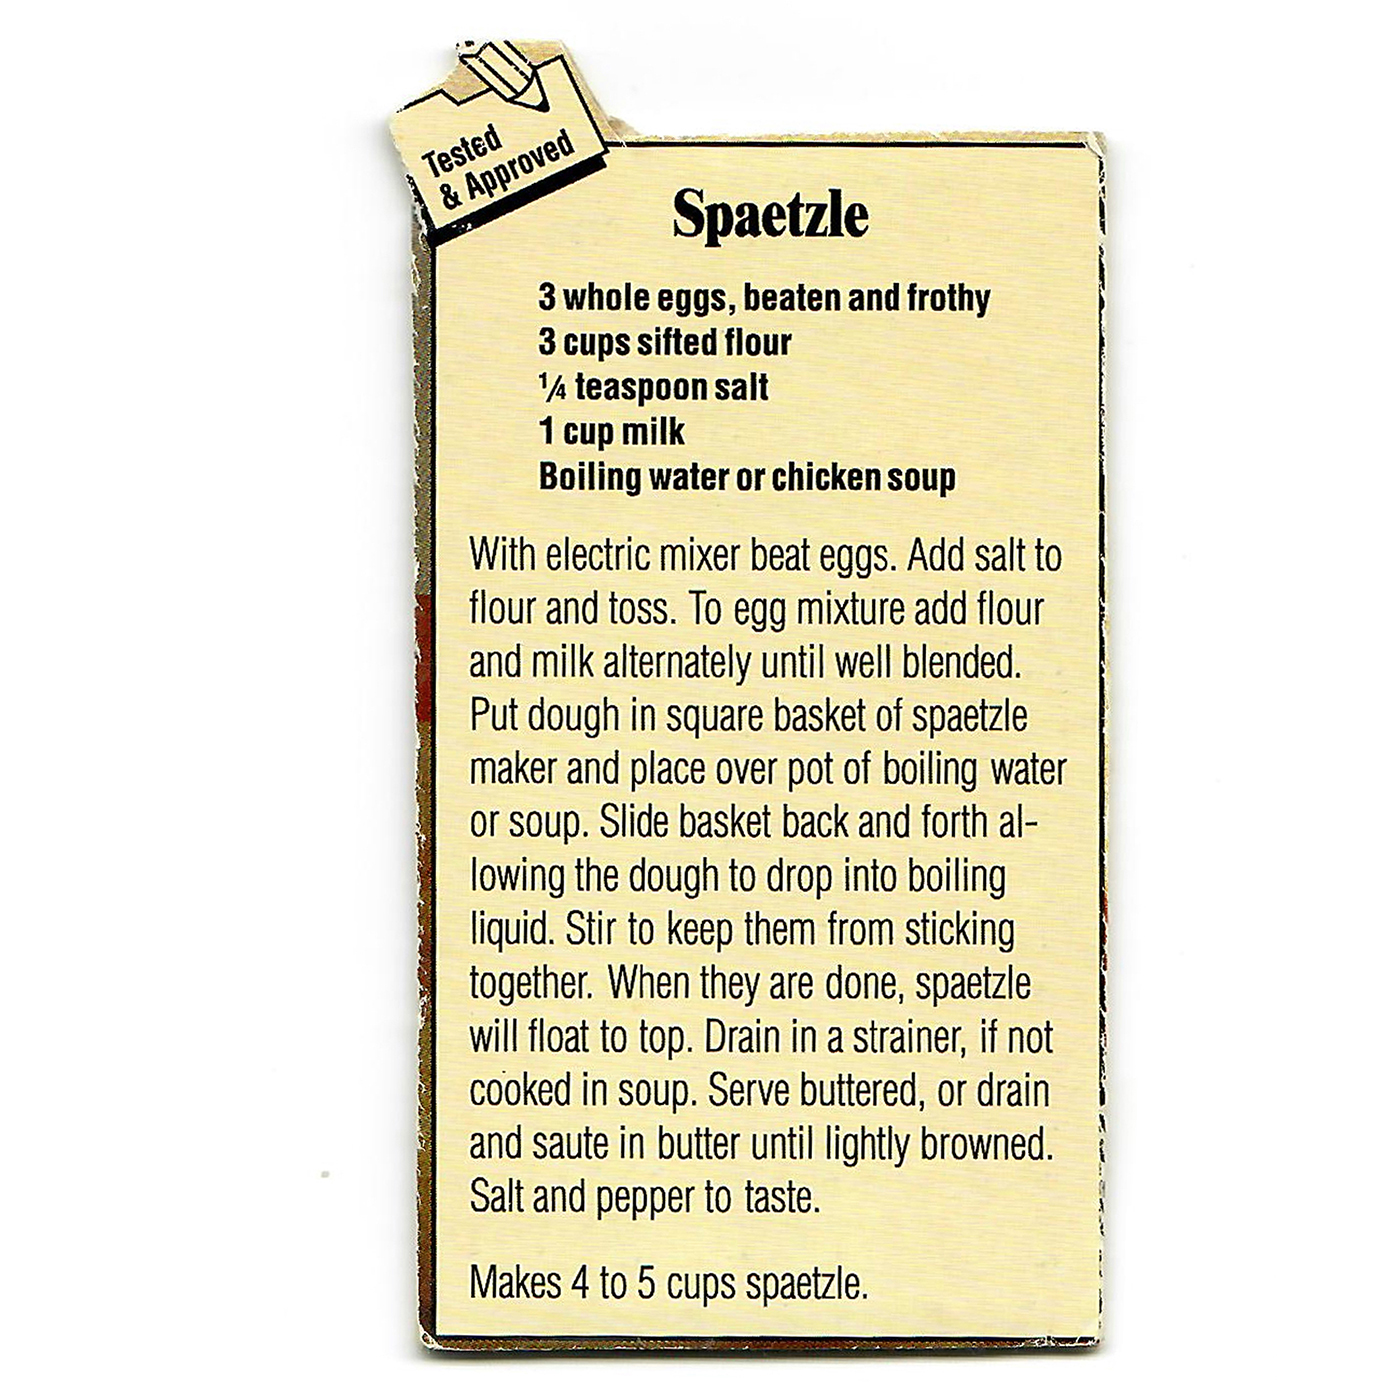 Tested
& Approved
Spaetzle
3 whole eggs, beaten and frothy
3 cups sifted flour
¼ teaspoon salt
1 cup milk
Boiling water or chicken soup
With electric mixer beat eggs. Add salt to
flour and toss. To egg mixture add flour
and milk alternately until well blended.
Put dough in square basket of spaetzle
maker and place over pot of boiling water
or soup. Slide basket back and forth al-
lowing the dough to drop into boiling
liquid. Stir to keep them from sticking
together. When they are done, spaetzle
will float to top. Drain in a strainer, if not
cooked in soup. Serve buttered, or drain
and saute in butter until lightly browned.
Salt and pepper to taste.
Makes 4 to 5 cups spaetzle.